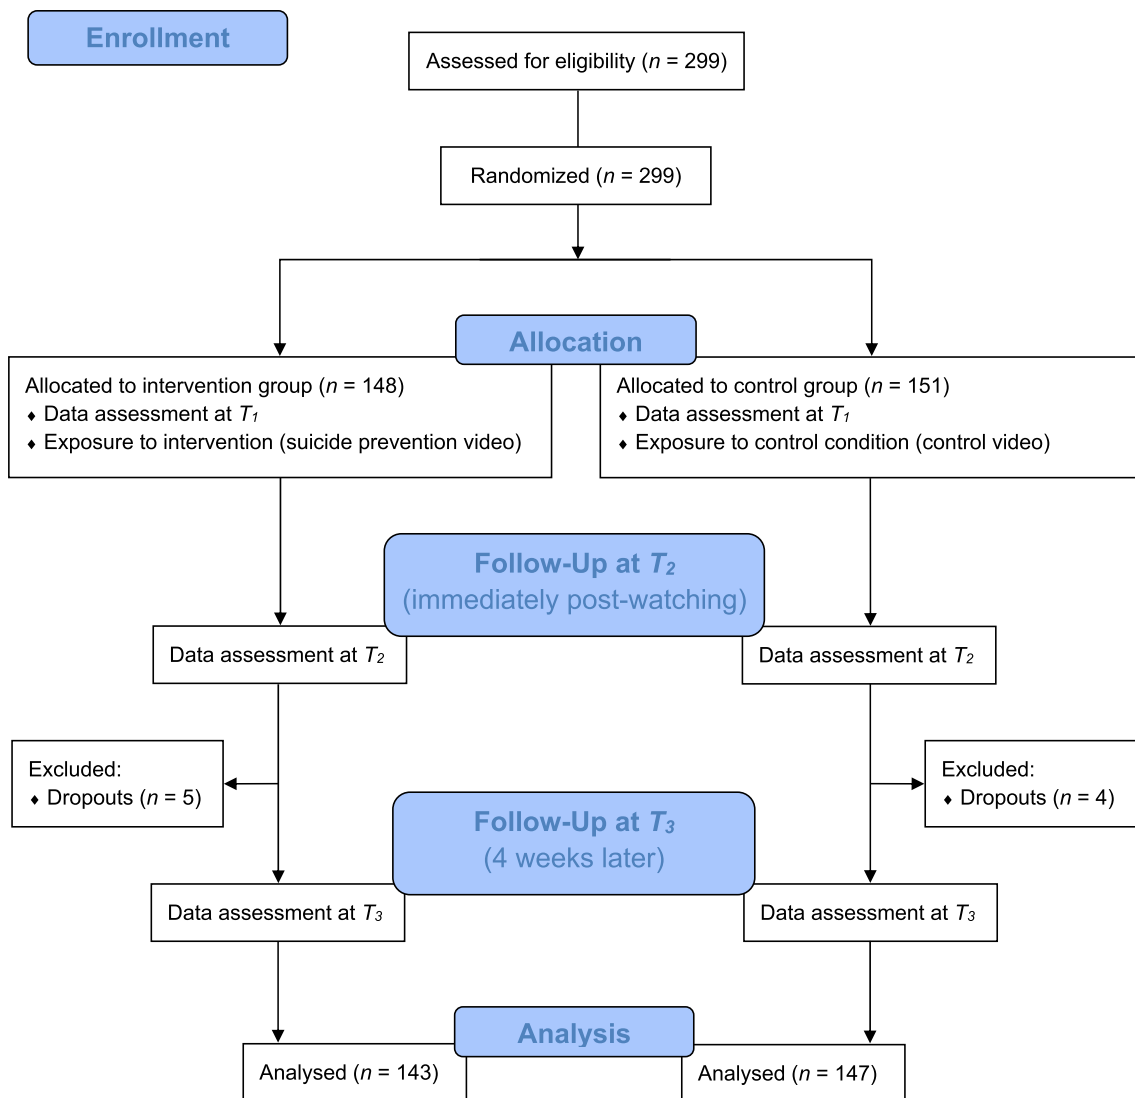 Enrollment
Assessed for eligibility (n = 299)
Randomized (n = 299)
Allocation
Allocated to intervention group (n = 148)
⬧ Data assessment at T1
⬧ Exposure to intervention (suicide prevention video)
Allocated to control group (n = 151)
⬧ Data assessment at T1
⬧ Exposure to control condition (control video)
Follow-Up at T2
(immediately post-watching)
Data assessment at T2
Data assessment at T2
Excluded:
⬧ Dropouts (n = 5)
Excluded:
⬧ Dropouts (n = 4)
Follow-Up at T3
(4 weeks later)
Data assessment at T3
Data assessment at T3
Analysis
Analysed (n = 143)
Analysed (n = 147)